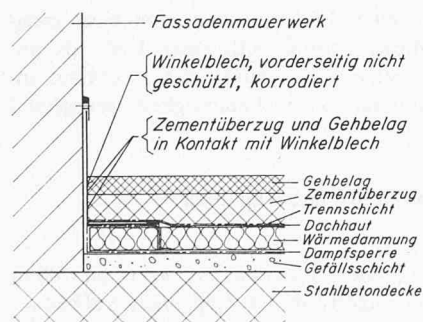 Fassadenmauerwerk
Winkelblech, vorderseitig nicht
geschützt, korrodiert
Zementüberzug und Gehbelag
in Kontakt mit Winkelblech
Gehbelag
Zementüberzug
Trennschicht
Dachhaut
Wärmedammung
Dampfsperre
Gefällsschicht
Stahlbetondecke